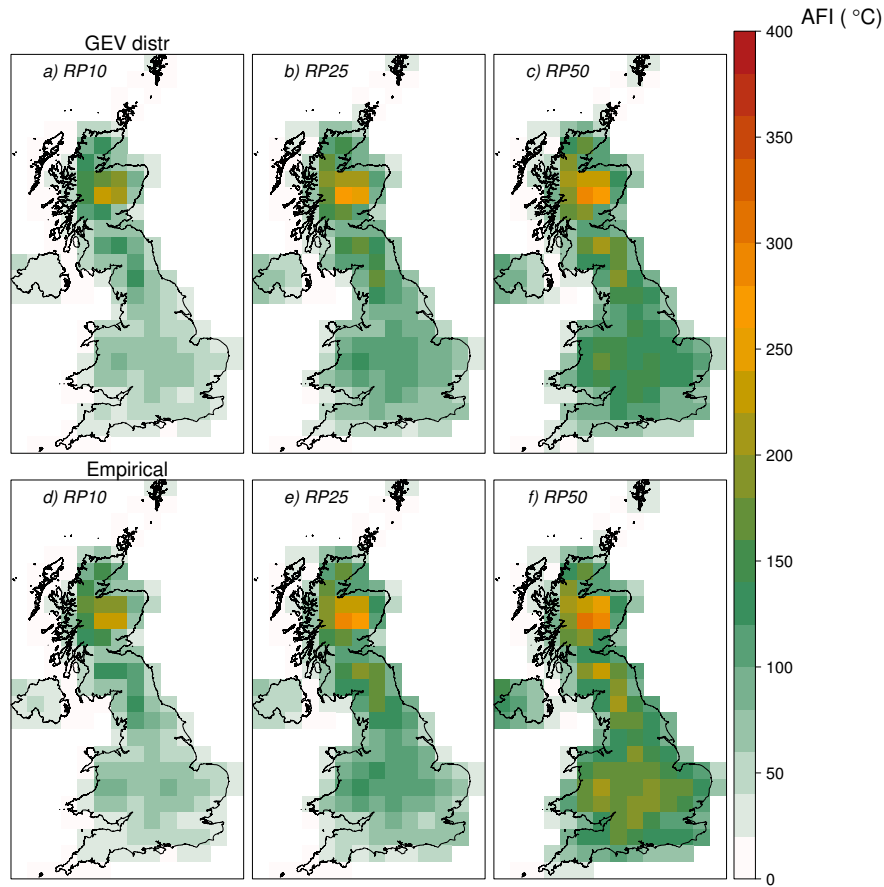 AFI ( °C)
GEV distr
a) RP10
b) RP25
c) RP50
Empirical
d) RP10
e) RP25
f) RP50
400
350
300
250
200
150
100
50
0